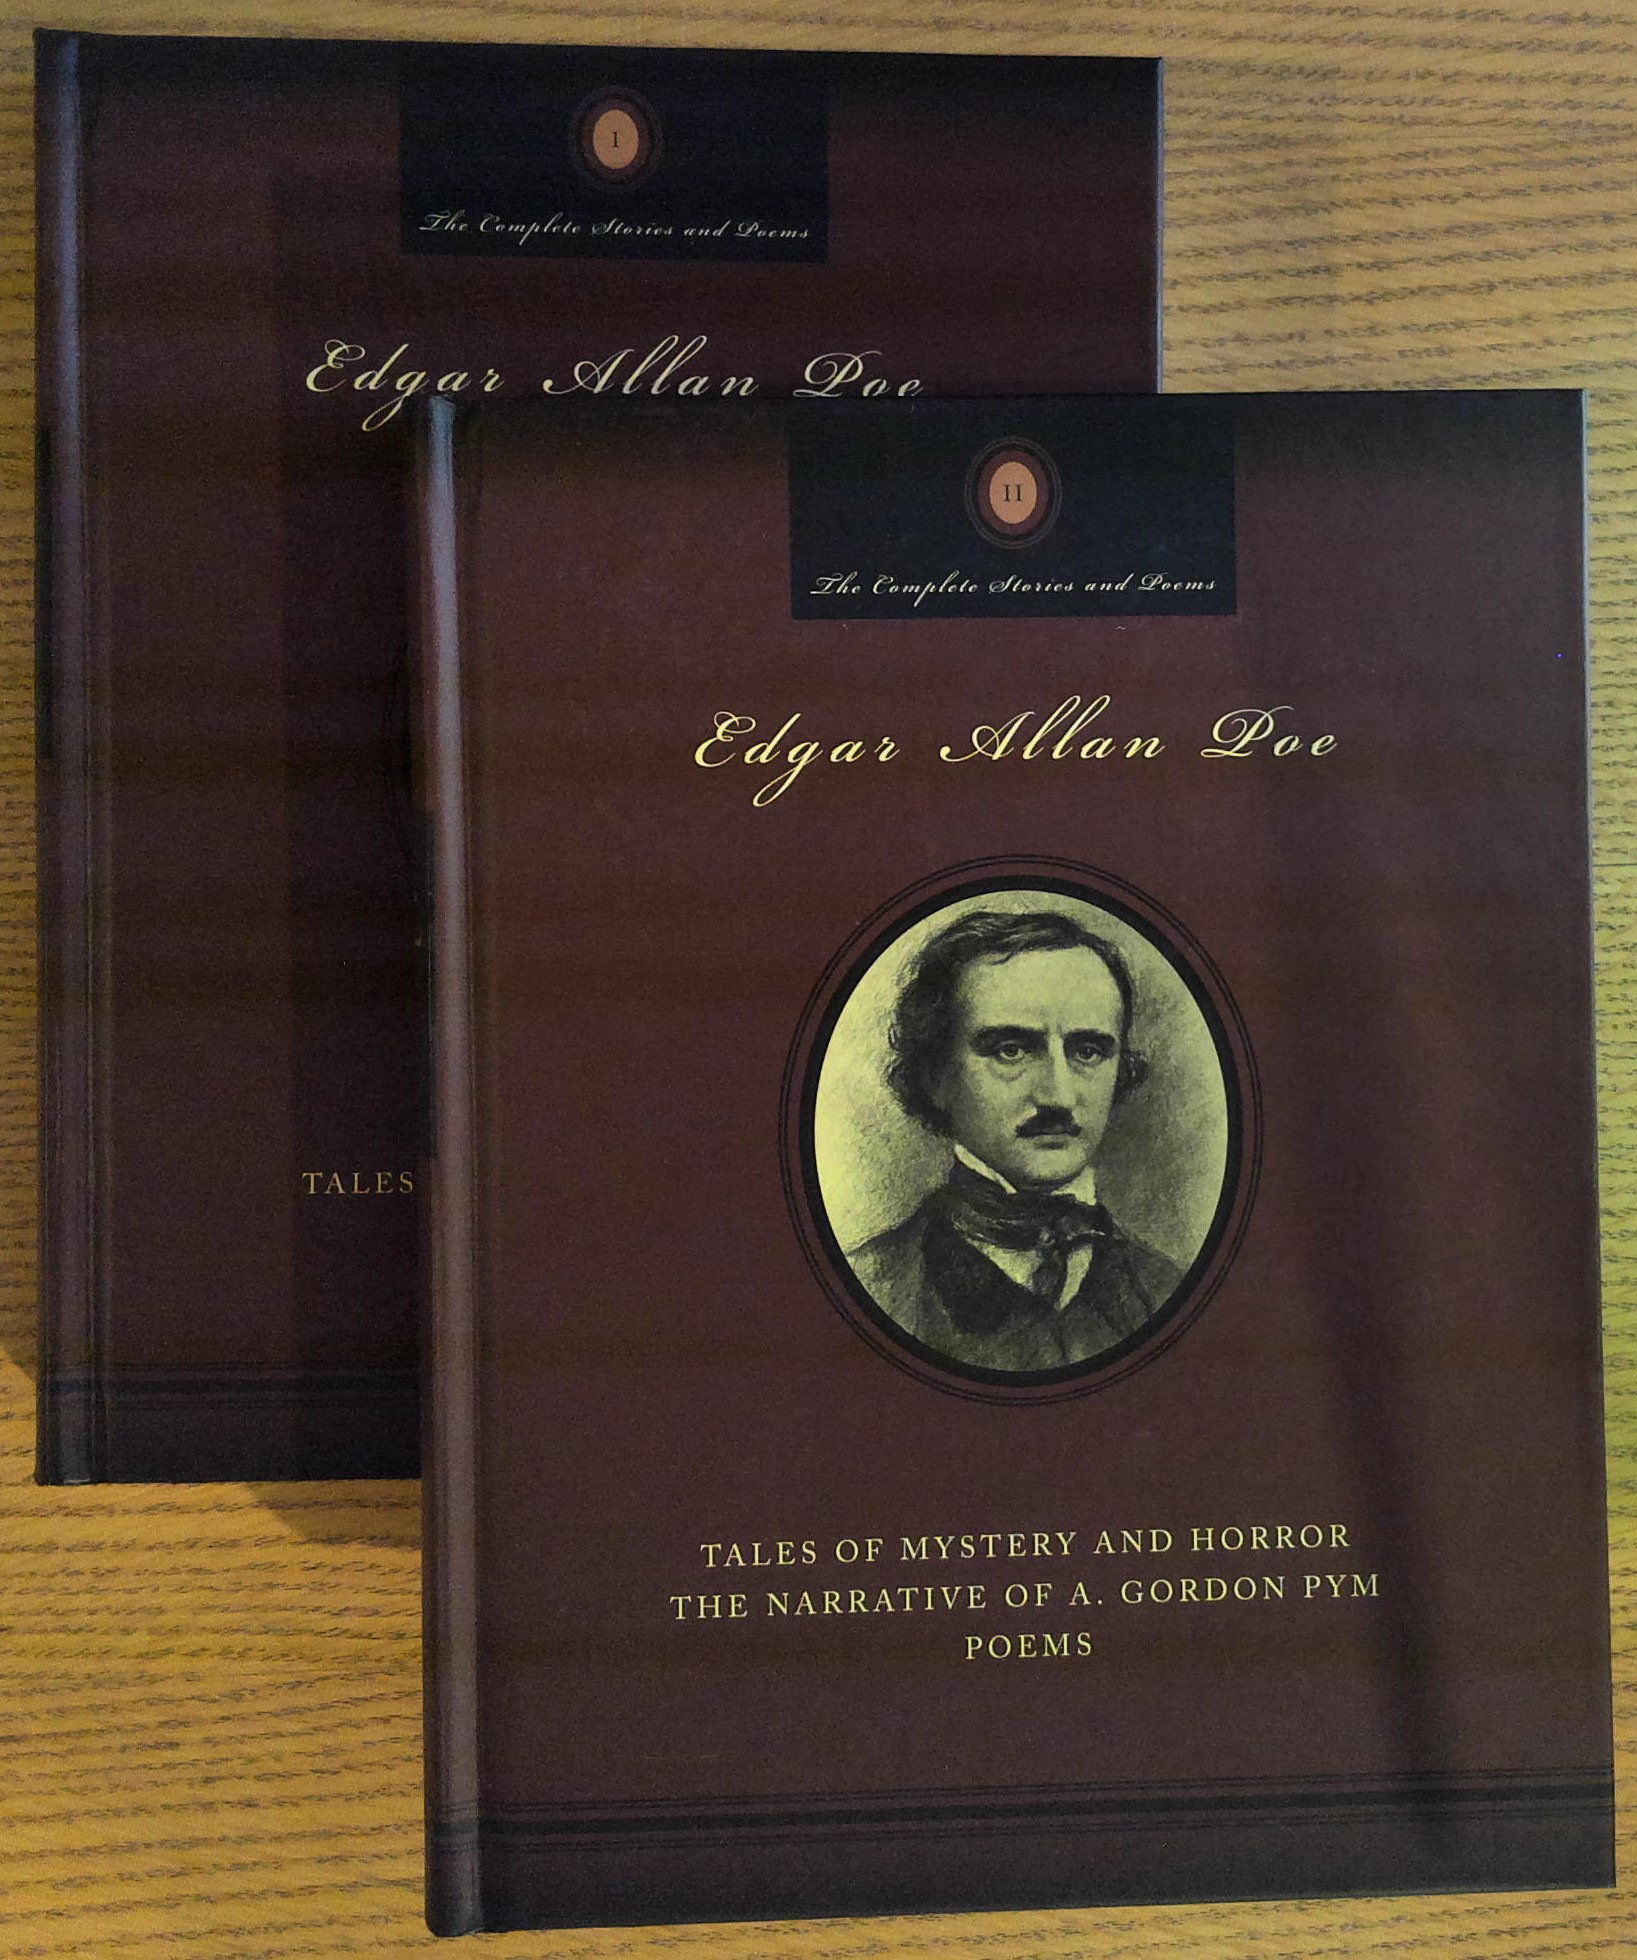 I
The Complete Stories and Poems
Edgar Allan Poe
TALES
II
The Complete Stories and Poems
Edgar Allan Poe
TALES OF MYSTERY AND HORROR
THE NARRATIVE OF A. GORDON PYM
POEMS